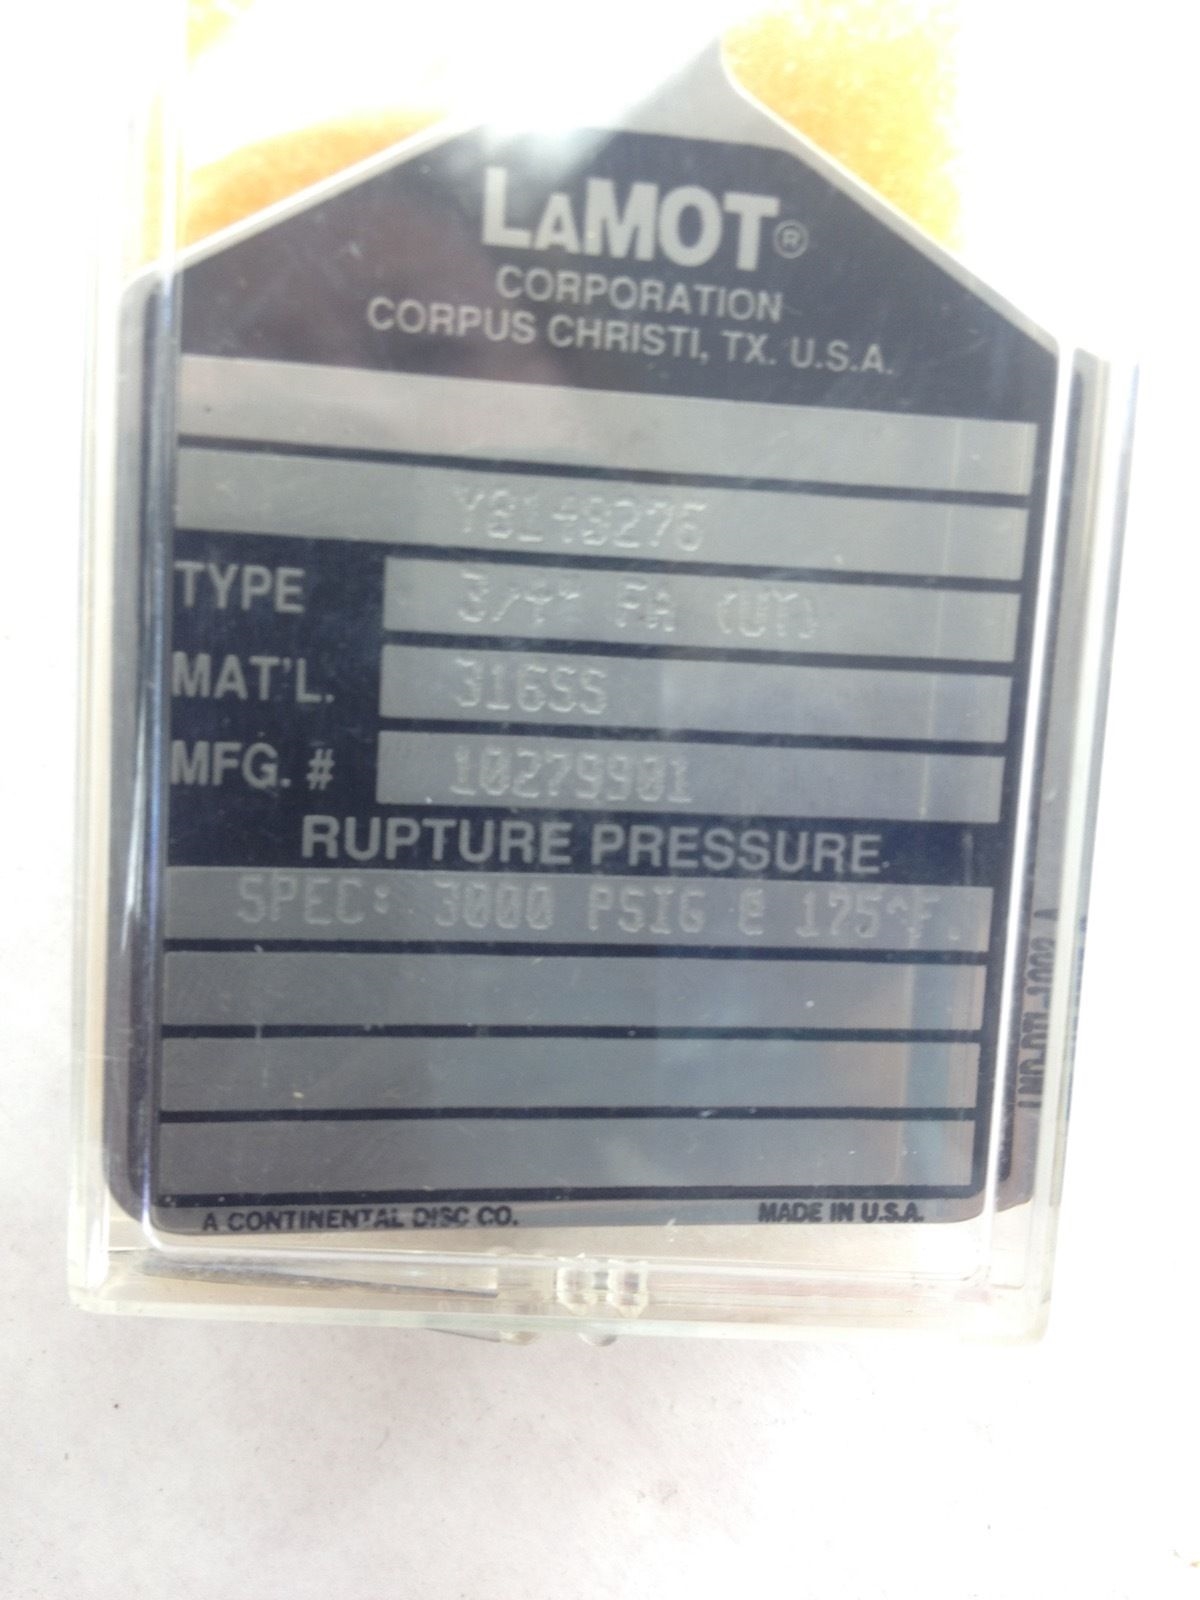 LAMOT®
CORPORATION
CORPUS CHRISTI, TX. U.S.A.
Y8149276
TYPE 3/4" FA (UT)
MAT'L. 316SS
MFG. # 10279901
RUPTURE PRESSURE
SPEC: 3000 PSIG @ 175^F.
A CONTINENTAL DISC CO. MADE IN U.S.A.